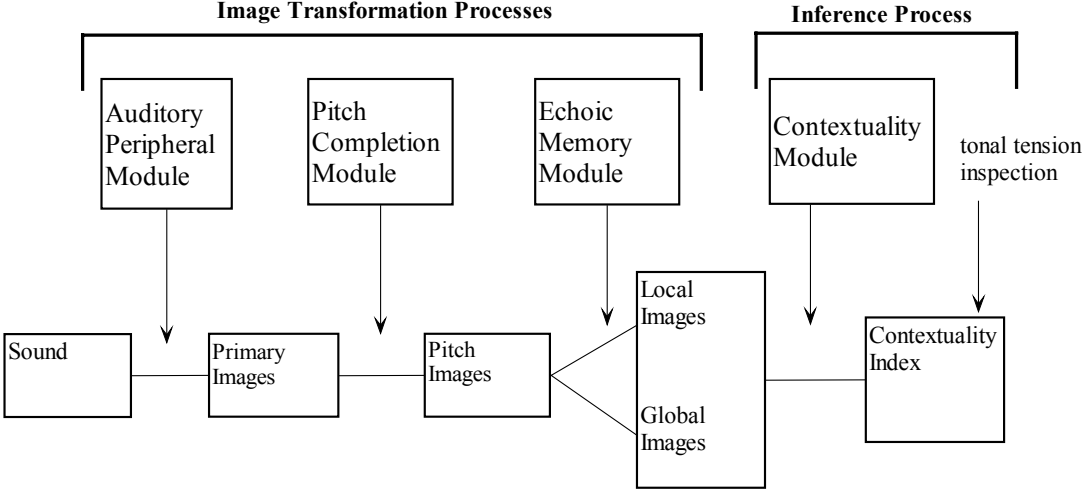 Image Transformation Processes
Inference Process
Auditory
Peripheral
Module
Pitch
Completion
Module
Echoic
Memory
Module
Contextuality
Module
tonal tension
inspection
Sound
Primary
Images
Pitch
Images
Local
Images
Global
Images
Contextuality
Index